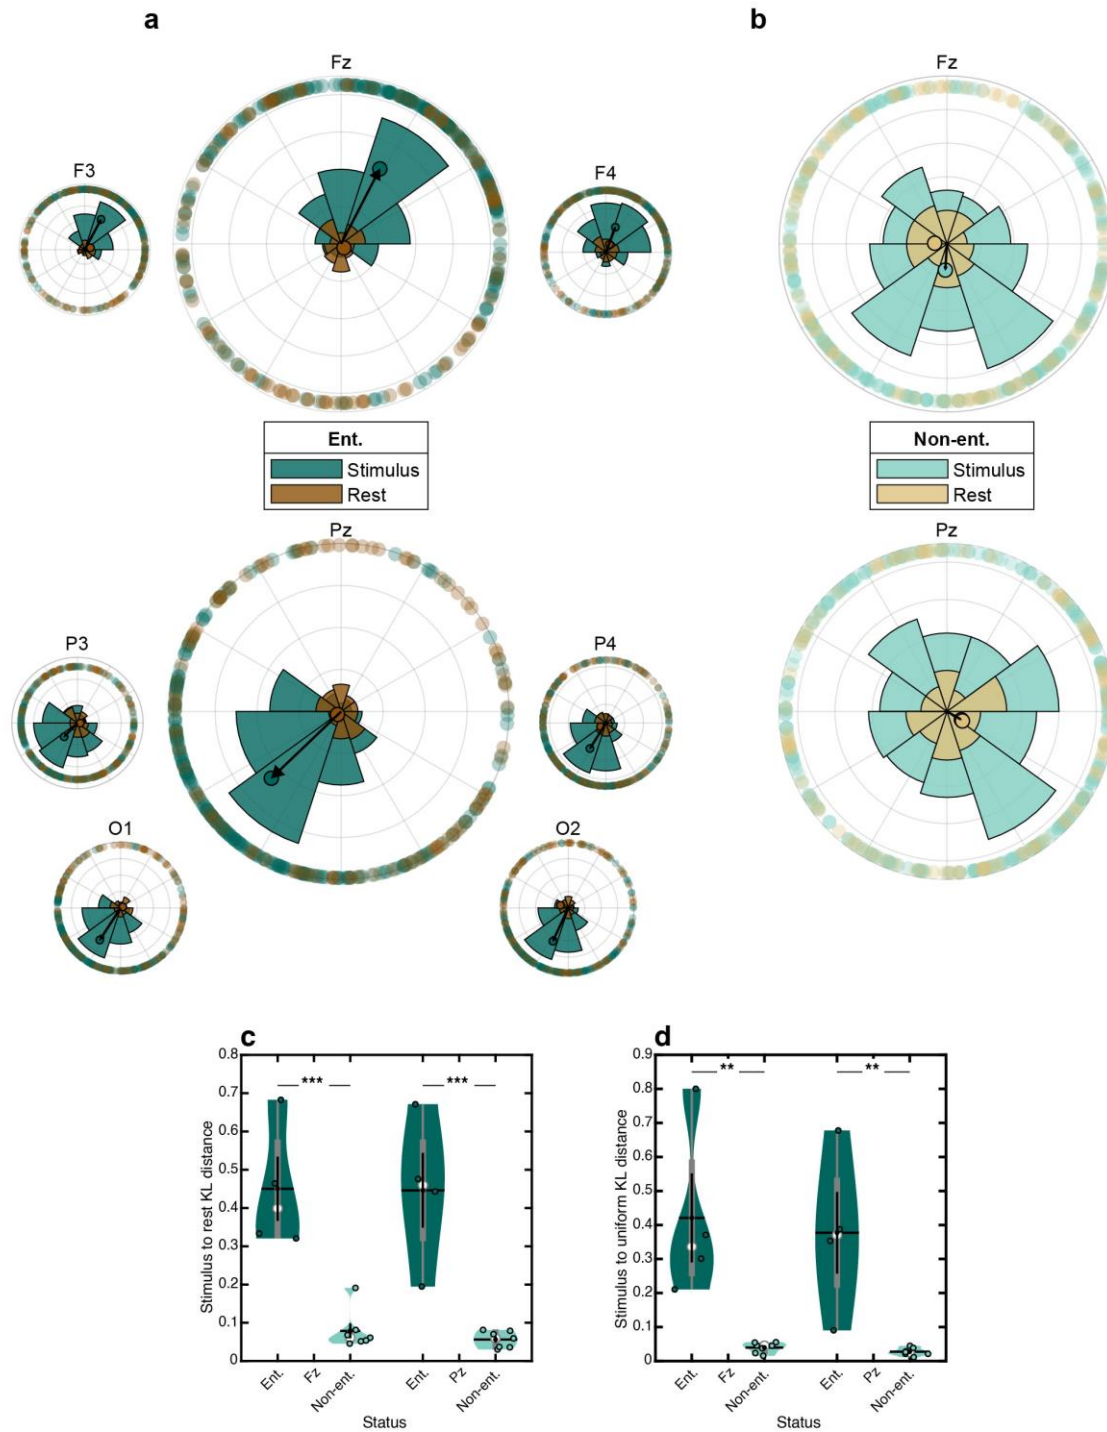 a
b
Fz
Fz
F3
F4
Ent.
Stimulus
Rest
Non-ent.
Stimulus
Rest
Pz
Pz
P3
P4
O1
O2
c
d
Stimulus to rest KL distance
0.8
0.7
0.6
0.5
0.4
0.3
0.2
0.1
0
***
***
Ent.
Fz
Non-ent.
Ent.
Pz
Non-ent.
Status
Stimulus to uniform KL distance
0.9
0.8
0.7
0.6
0.5
0.4
0.3
0.2
0.1
0
**
**
Ent.
Fz
Non-ent.
Ent.
Pz
Non-ent.
Status